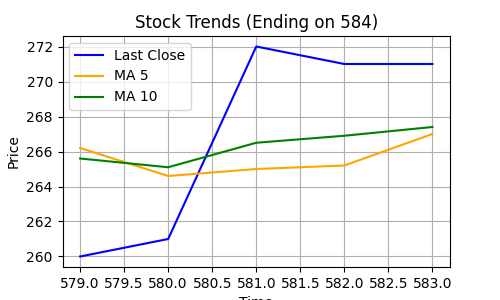 Stock Trends (Ending on 584)
Last Close
MA 5
MA 10
272
270
268
266
264
262
260
Price
579.0 579.5 580.0 580.5 581.0 581.5 582.0 582.5 583.0
Time